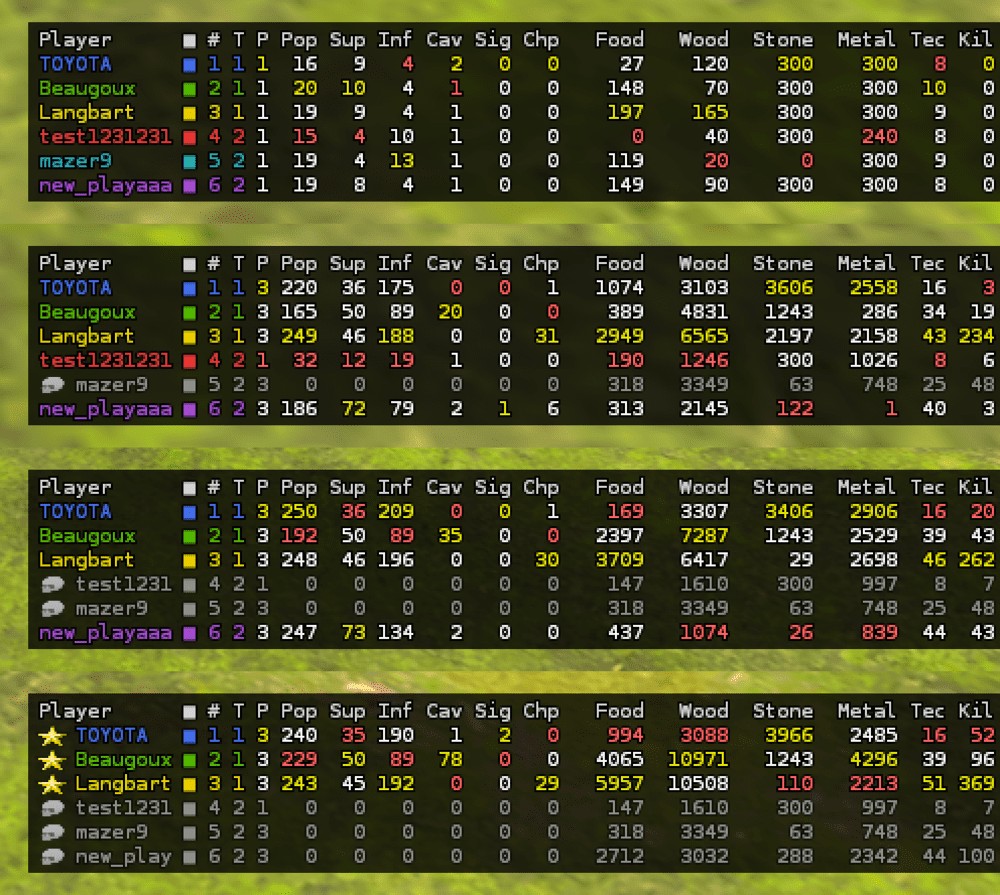 Player # T P Pop Sup Inf Cav Sig Chp Food Wood Stone Metal Tec Kil
TOYOTA 1 1 1 16 9 4 2 0 0 27 120 300 300 8 0
Beaugoux 2 1 1 20 10 4 1 0 0 148 70 300 300 10 0
Langbart 3 1 1 19 9 4 1 0 0 197 165 300 300 9 0
test1231231 4 2 1 15 4 10 1 0 0 0 40 300 240 8 0
mazer9 5 2 1 19 4 13 1 0 0 119 20 0 300 9 0
new_playaaa 6 2 1 19 8 4 1 0 0 149 90 300 300 8 0
Player # T P Pop Sup Inf Cav Sig Chp Food Wood Stone Metal Tec Kil
TOYOTA 1 1 3 220 36 175 0 0 1 1074 3103 3606 2558 16 3
Beaugoux 2 1 3 165 50 89 20 0 0 389 4831 1243 286 34 19
Langbart 3 1 3 249 46 188 0 0 31 2949 6565 2197 2158 43 234
test1231231 4 2 1 32 12 19 1 0 0 190 1246 300 1026 8 6
mazer9 5 2 3 0 0 0 0 0 0 318 3349 63 748 25 48
new_playaaa 6 2 3 186 72 79 2 1 6 313 2145 122 1 40 3
Player # T P Pop Sup Inf Cav Sig Chp Food Wood Stone Metal Tec Kil
TOYOTA 1 1 3 250 36 209 0 0 1 169 3307 3406 2906 16 20
Beaugoux 2 1 3 192 50 89 35 0 0 2397 7287 1243 2529 39 43
Langbart 3 1 3 248 46 196 0 0 30 3709 6417 29 2698 46 262
test1231 4 2 1 0 0 0 0 0 0 147 1610 300 997 8 7
mazer9 5 2 3 0 0 0 0 0 0 318 3349 63 748 25 48
new_playaaa 6 2 3 247 73 134 2 0 0 437 1074 26 839 44 43
Player # T P Pop Sup Inf Cav Sig Chp Food Wood Stone Metal Tec Kil
TOYOTA 1 1 3 240 35 190 1 2 0 994 3088 3966 2485 16 52
Beaugoux 2 1 3 229 50 89 78 0 0 4065 10971 1243 4296 39 96
Langbart 3 1 3 243 45 192 0 0 29 5957 10508 110 2213 51 369
test1231 4 2 1 0 0 0 0 0 0 147 1610 300 997 8 7
mazer9 5 2 3 0 0 0 0 0 0 318 3349 63 748 25 48
new_play 6 2 3 0 0 0 0 0 0 2712 3032 288 2342 44 100